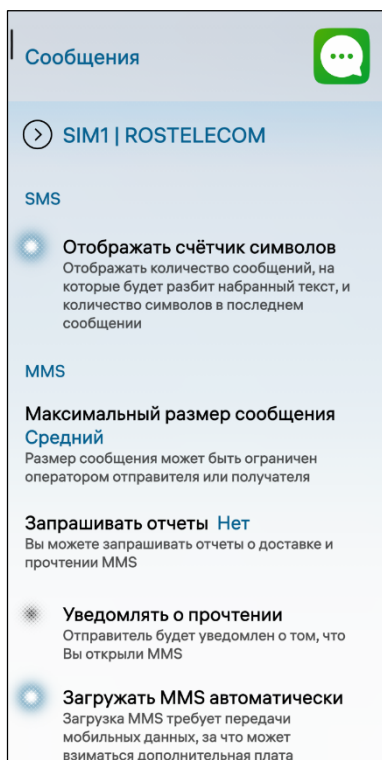 Сообщения
SIM1 | ROSTELECOM
SMS
Отображать счётчик символов
Отображать количество сообщений, на
которые будет разбит набранный текст, и
количество символов в последнем
сообщении
MMS
Максимальный размер сообщения
Средний
Размер сообщения может быть ограничен
оператором отправителя или получателя
Запрашивать отчеты Нет
Вы можете запрашивать отчеты о доставке и
прочтении MMS
Уведомлять о прочтении
Отправитель будет уведомлен о том, что
Вы открыли MMS
Загружать MMS автоматически
Загрузка MMS требует передачи
мобильных данных, за что может
взиматься дополнительная плата